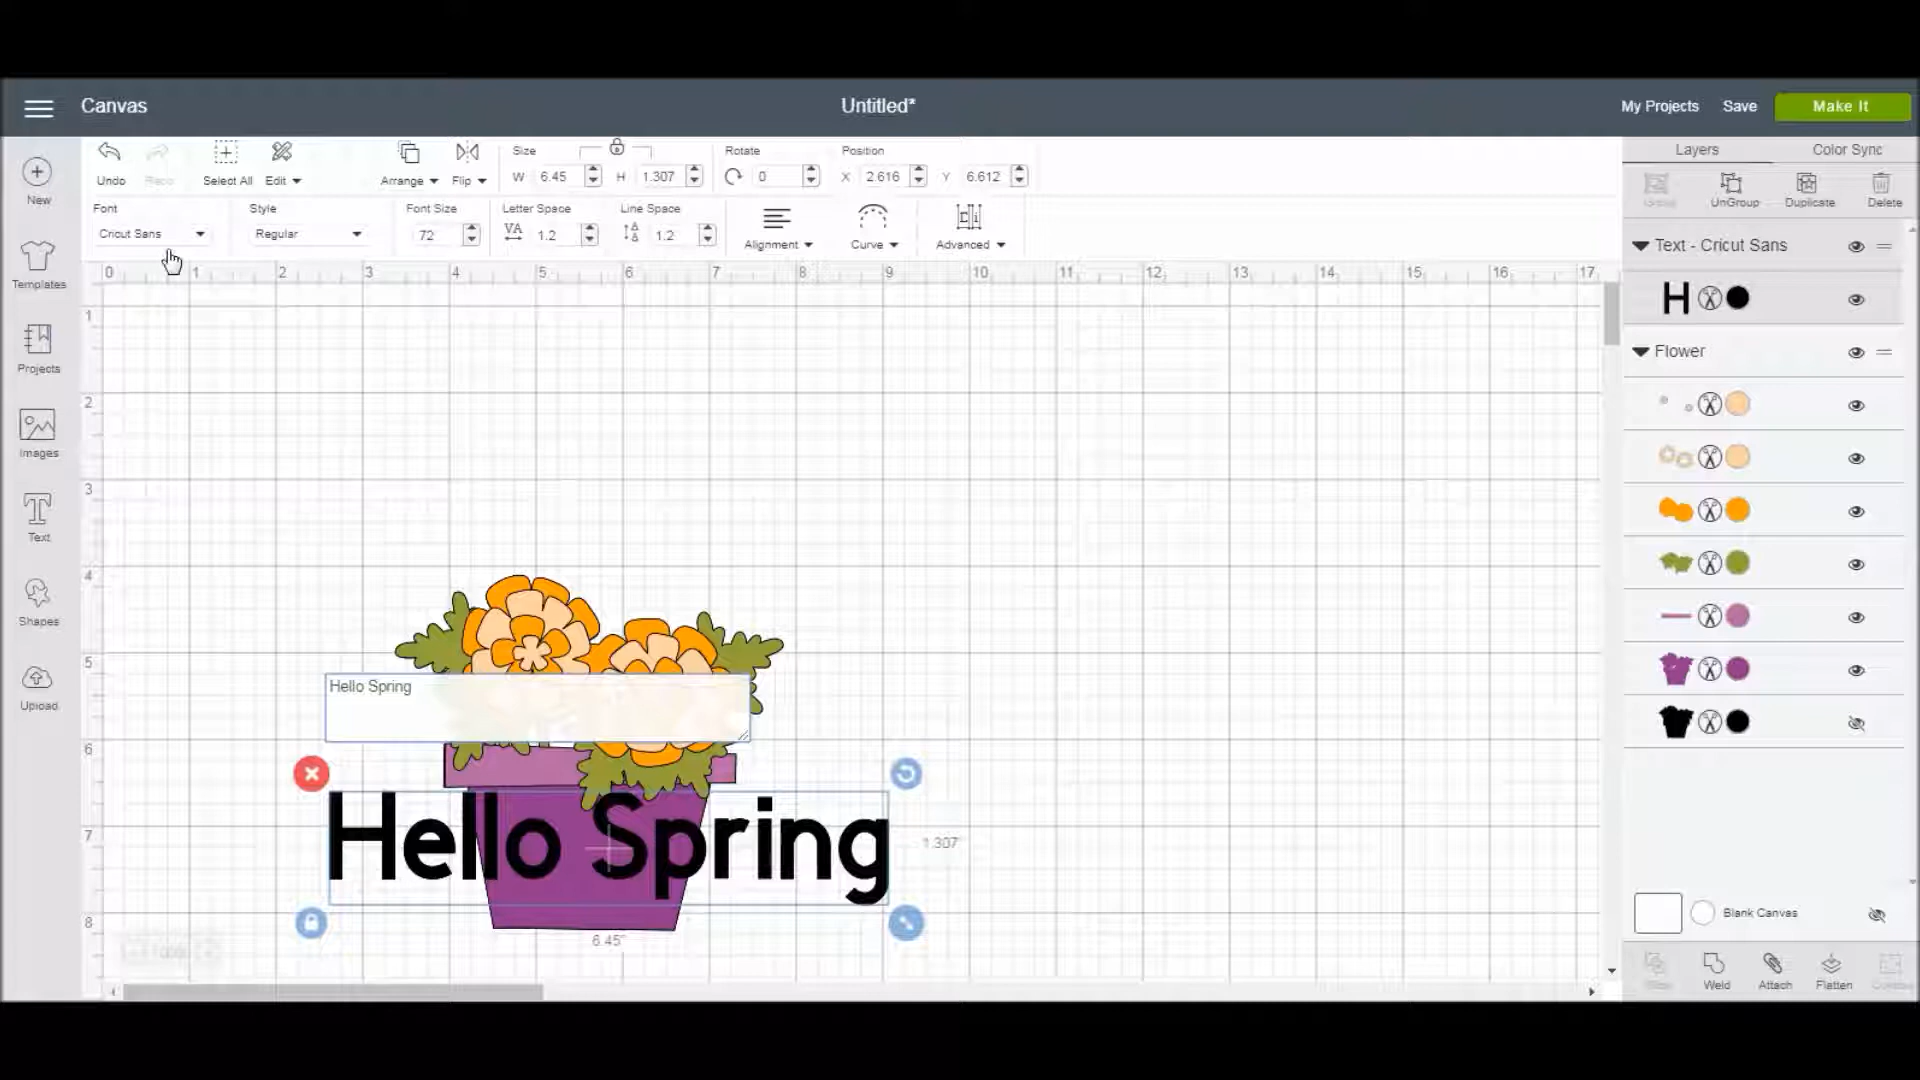 Canvas
Untitled*
My Projects
Save
Make It
New
Templates
Projects
Images
Text
Shapes
Upload
Undo
Redo
Select All
Edit
Arrange
Flip
Size
W 6.45
H 1.307
Rotate
0
Position
X 2.616
Y 6.612
Font
Cricut Sans
Style
Regular
Font Size
72
Letter Space
VA 1.2
Line Space
1.2
Alignment
Curve
Advanced
0 1 2 3 4 5 6 7 8 9 10 11 12 13 14 15 16 17
1
2
3
4
5
6
7
8
Hello Spring
Hello Spring
1.307"
6.45"
Layers
Color Sync
Group
UnGroup
Duplicate
Delete
Text - Cricut Sans
H
Flower
Blank Canvas
Slice
Weld
Attach
Flatten
Contour